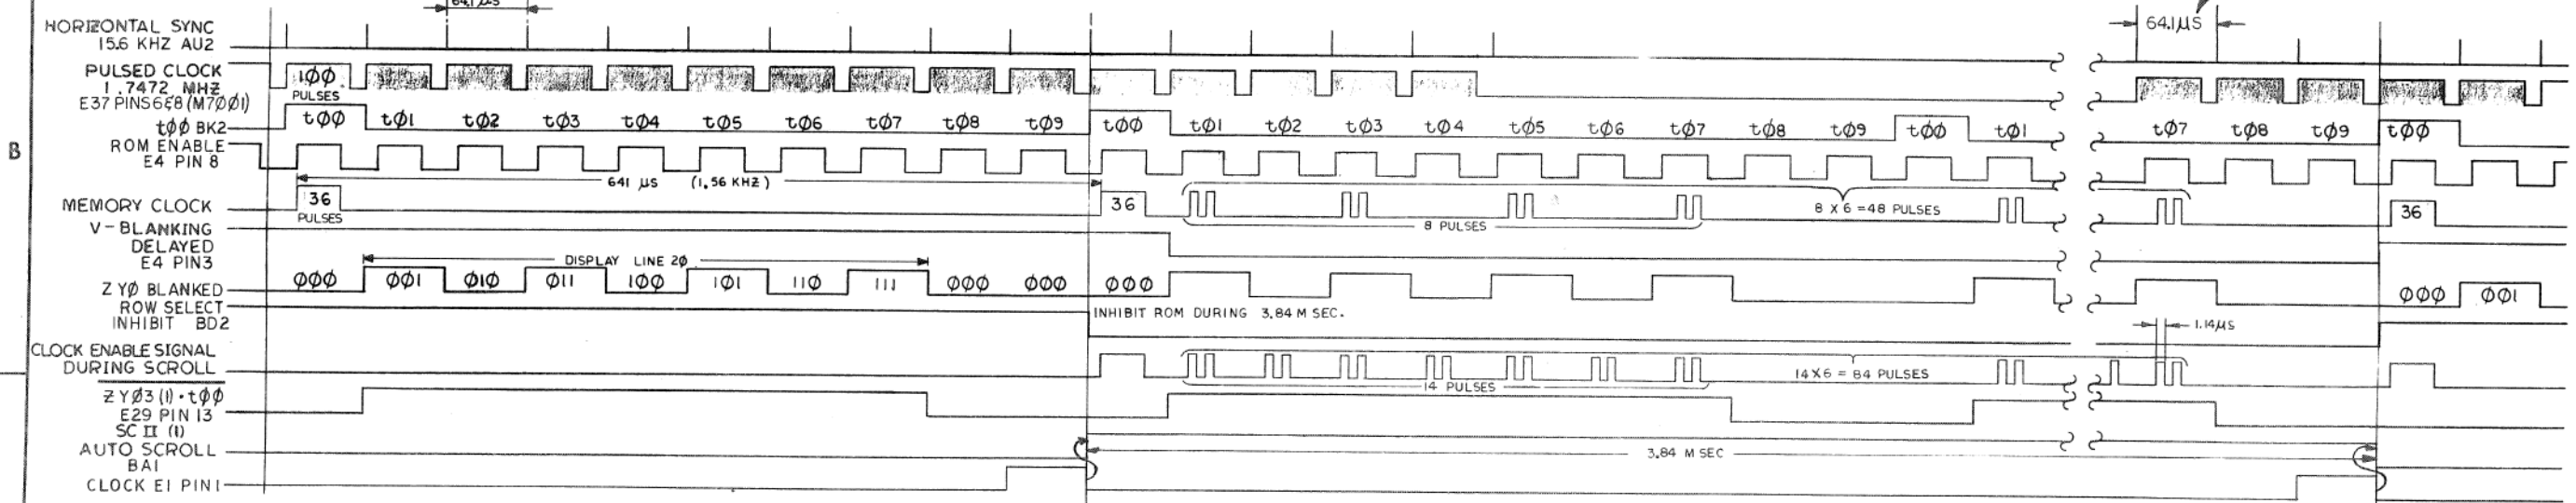 64.1μS
HORIZONTAL SYNC
15.6 KHZ AU2
64.1μS
PULSED CLOCK
1.7472 MHZ
E37 PINS 6&8 (M7ØØ1)
1ØØ
PULSES
tØØ BK2
tØØ tØ1 tØ2 tØ3 tØ4 tØ5 tØ6 tØ7 tØ8 tØ9 tØØ tØ1 tØ2 tØ3 tØ4 tØ5 tØ6 tØ7 tØ8 tØ9 tØØ tØ1 tØ7 tØ8 tØ9 tØØ
B
ROM ENABLE
E4 PIN 8
641 μS (1.56 KHZ)
MEMORY CLOCK
36
PULSES
36
8 PULSES
8 X 6 = 48 PULSES
36
V-BLANKING
DELAYED
E4 PIN3
DISPLAY LINE 2Ø
Z YØ BLANKED
ØØØ ØØ1 Ø1Ø Ø11 1ØØ 1Ø1 11Ø 111 ØØØ ØØØ ØØØ ØØØ ØØ1
ROW SELECT
INHIBIT BD2
INHIBIT ROM DURING 3.84 M SEC.
1.14μS
CLOCK ENABLE SIGNAL
DURING SCROLL
14 PULSES
14X6 = 84 PULSES
ZYØ3 (1)·tØØ
E29 PIN 13
SC II (1)
AUTO SCROLL
BA1
3.84 M SEC
CLOCK E1 PIN1